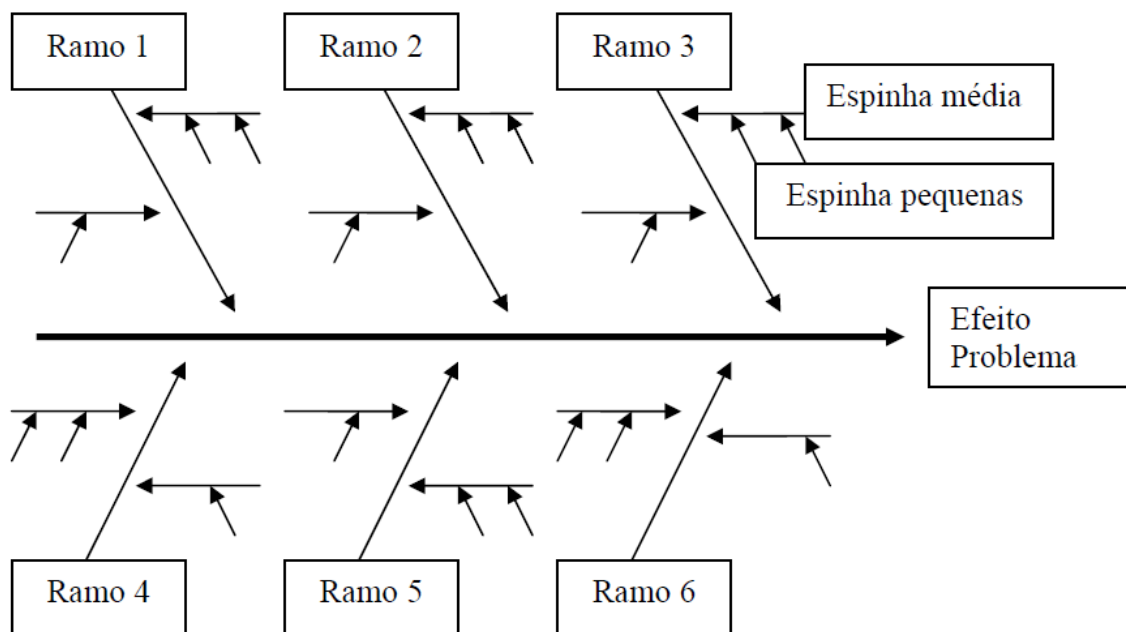 Ramo 1
Ramo 2
Ramo 3
Espinha média
Espinha pequenas
Efeito
Problema
Ramo 4
Ramo 5
Ramo 6